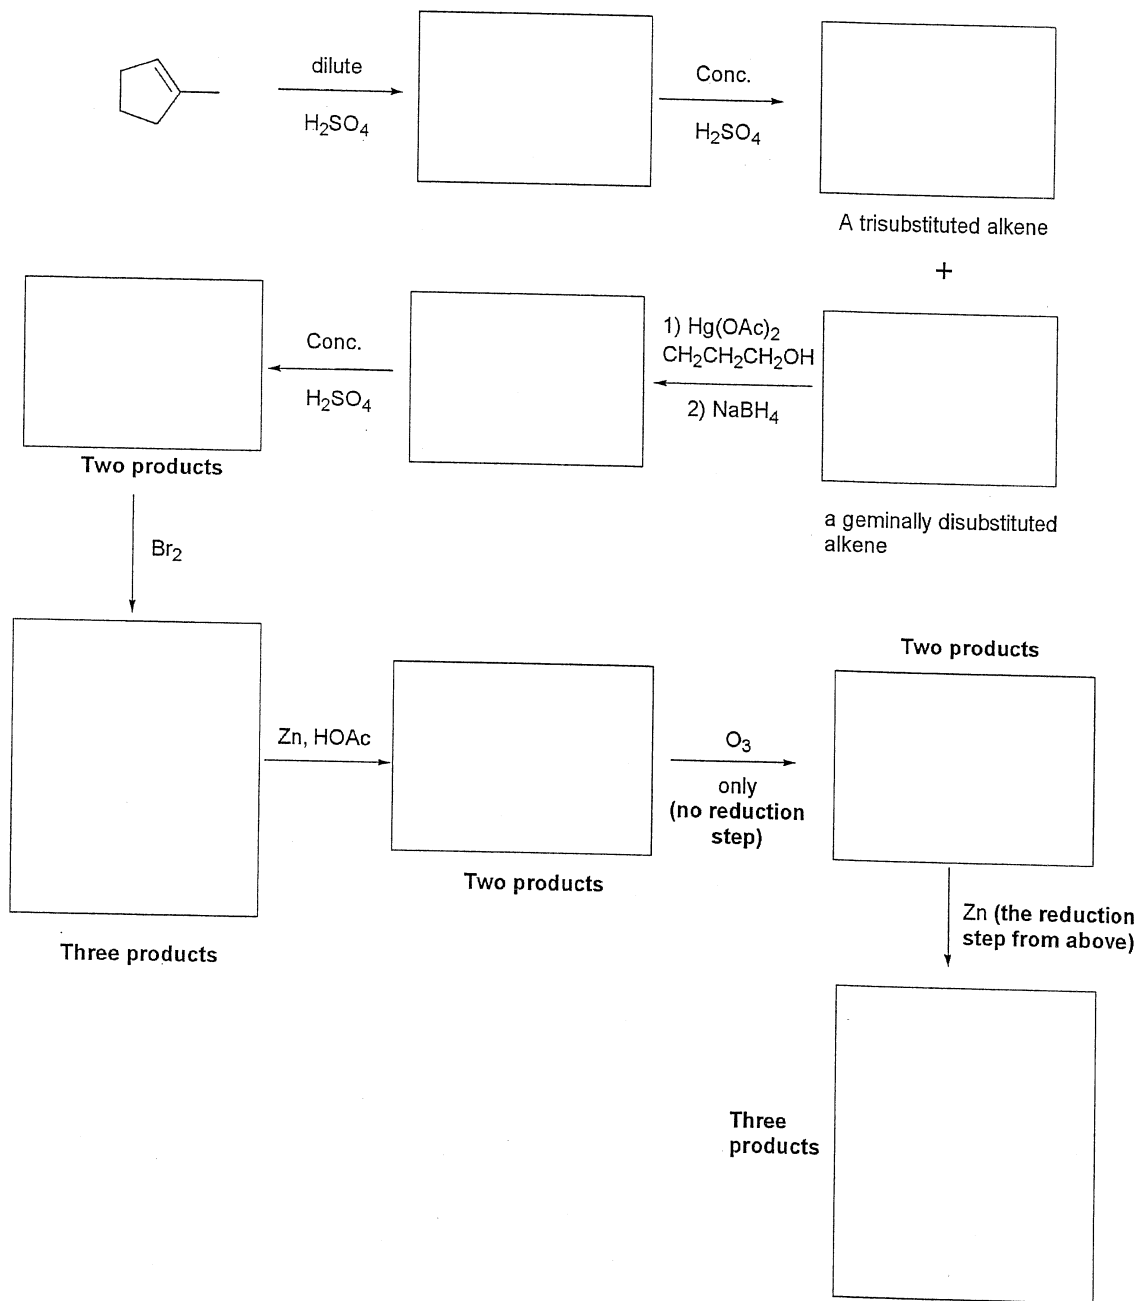 dilute
H2SO4
Conc.
H2SO4
A trisubstituted alkene
+
1) Hg(OAc)2
CH2CH2CH2OH
2) NaBH4
Conc.
H2SO4
Two products
a geminally disubstituted
alkene
Br2
Two products
Zn, HOAc
O3
only
(no reduction
step)
Two products
Three products
Zn (the reduction
step from above)
Three
products